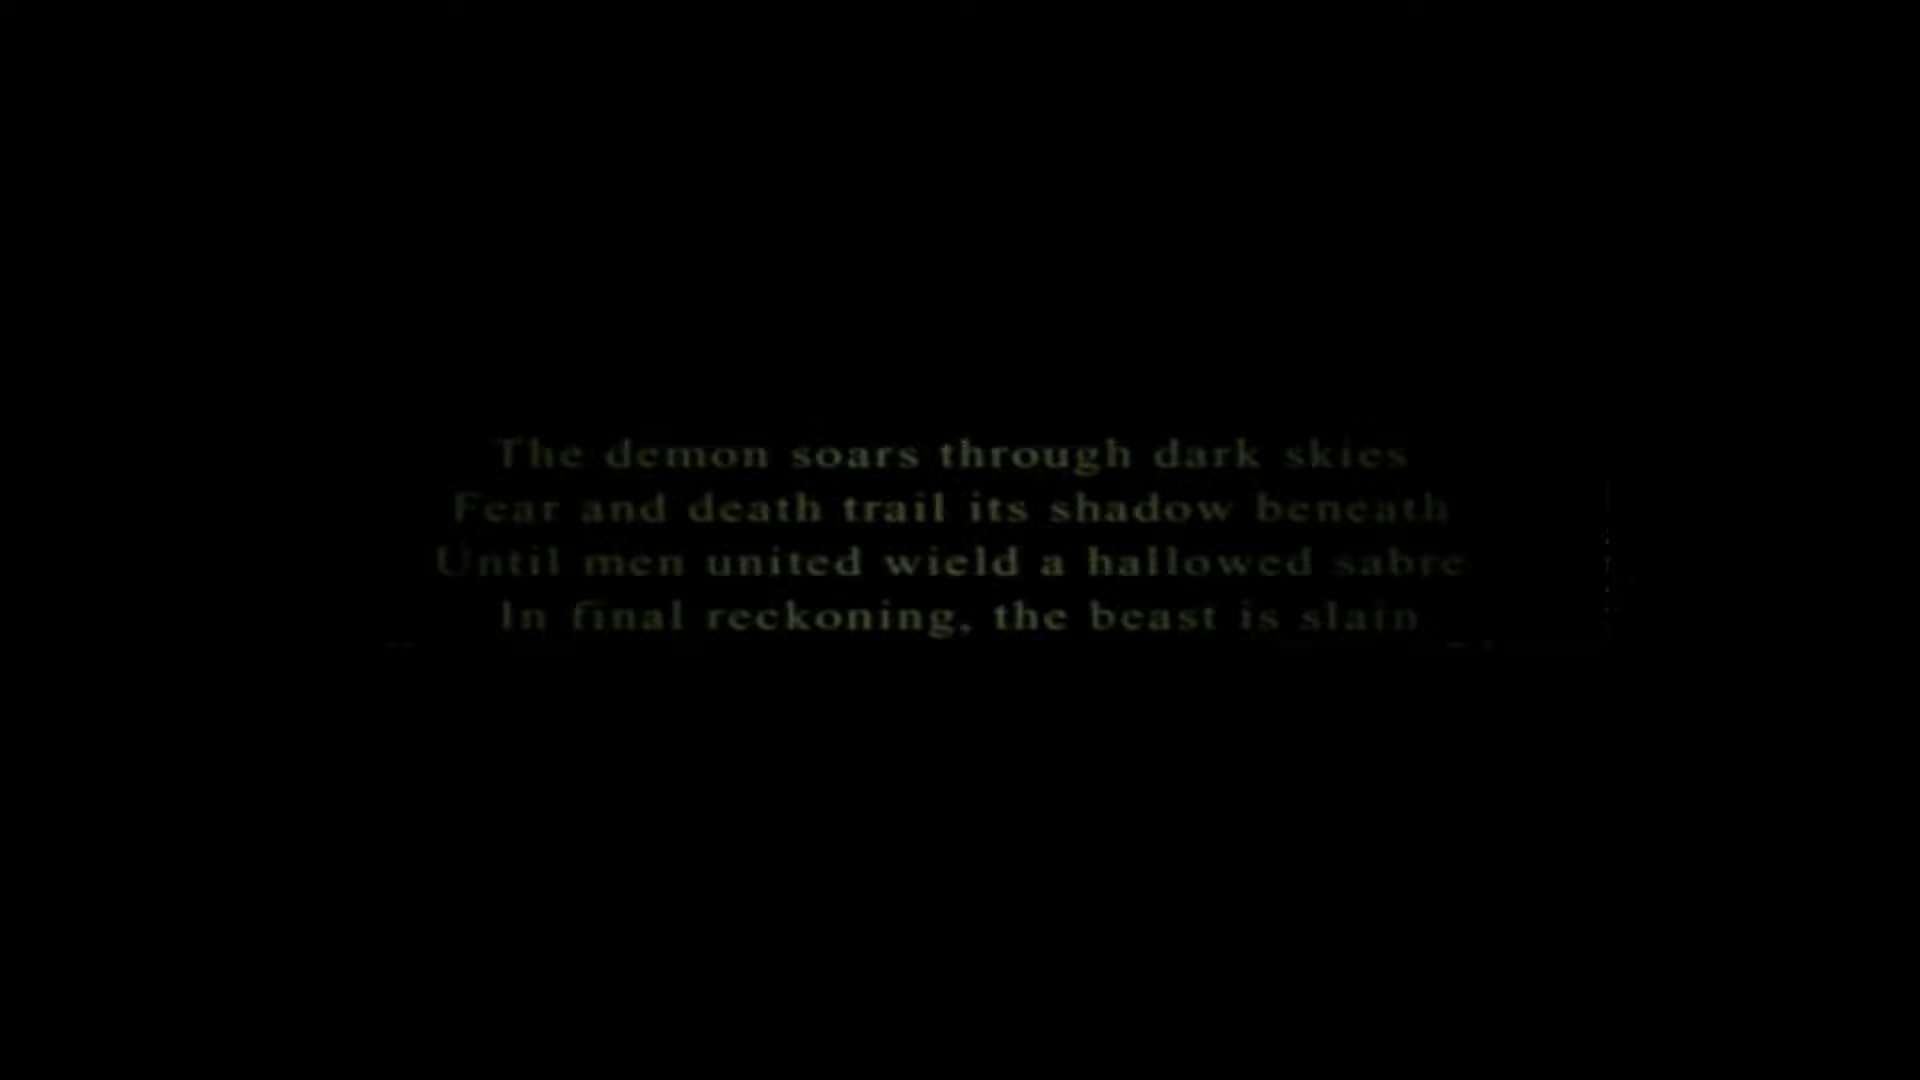 The demon soars through dark skies
Fear and death trail its shadow beneath
Until men united wield a hallowed sabre
In final reckoning, the beast is slain